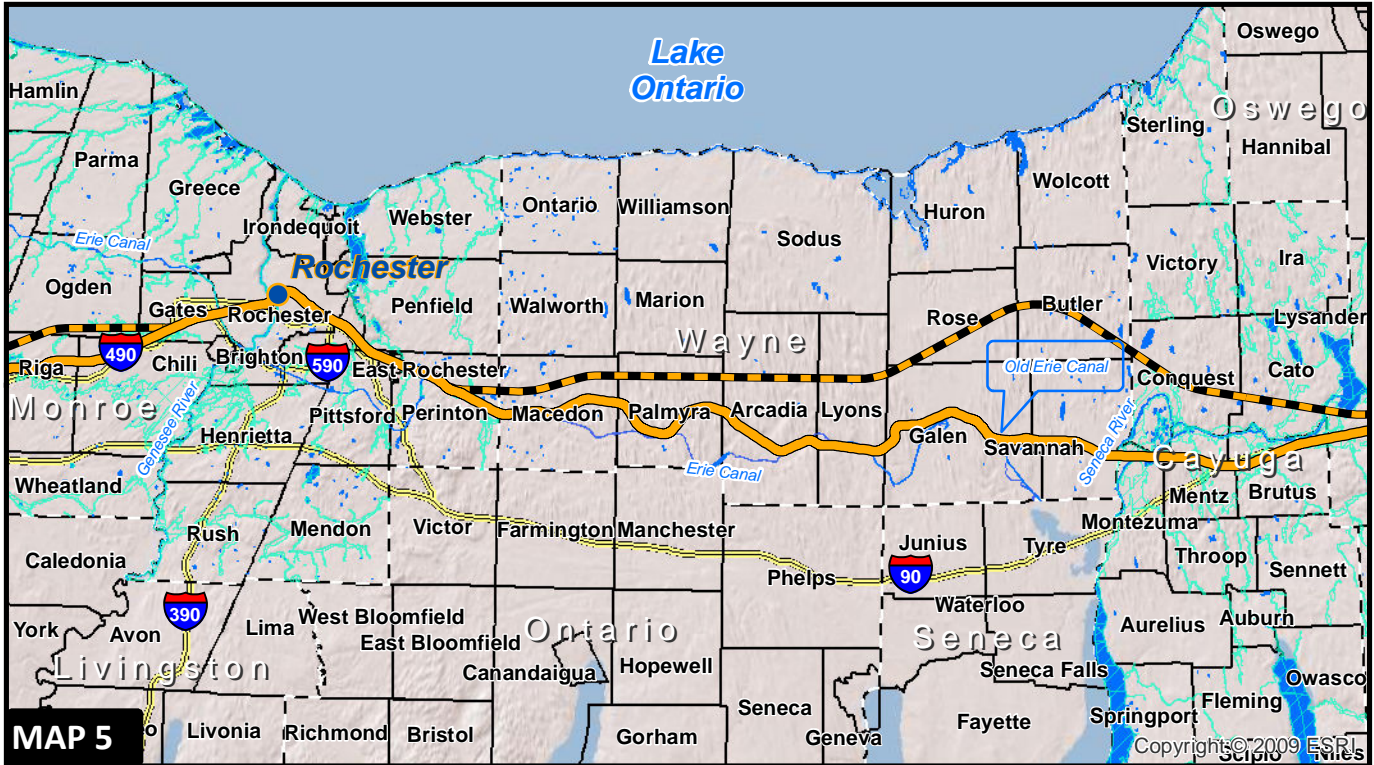 Oswego
Lake
Ontario
Hamlin
Oswego
Sterling
Hannibal
Parma
Greece
Wolcott
Ontario
Williamson
Huron
Webster
Irondequoit
Sodus
Erie Canal
Rochester
Victory
Ira
Ogden
Marion
Penfield
Walworth
Butler
Gates
Rochester
Rose
Lysander
Wayne
490
Brighton
590
Chili
Riga
East Rochester
Old Erie Canal
Conquest
Cato
Monroe
Pittsford
Perinton
Macedon
Palmyra
Arcadia
Lyons
Genesee River
Henrietta
Galen
Savannah
Seneca River
Cayuga
Erie Canal
Wheatland
Mentz
Brutus
Rush
Mendon
Victor
Farmington
Manchester
Montezuma
Junius
Tyre
Caledonia
Throop
Sennett
Phelps
90
390
Waterloo
York
Avon
Lima
West Bloomfield
East Bloomfield
Ontario
Seneca
Aurelius
Auburn
Livingston
Canandaigua
Hopewell
Seneca Falls
Owasco
Fleming
Seneca
Springport
Fayette
MAP 5
o
Livonia
Richmond
Bristol
Gorham
Geneva
Copyright:© 2009 ESRI
Scipio
Niles